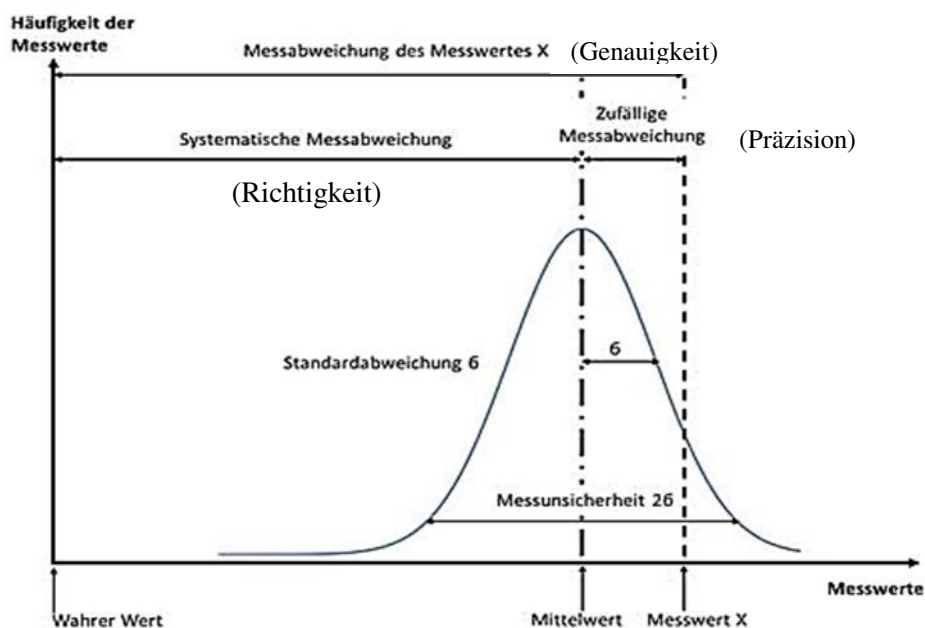 Häufigkeit der
Messwerte
Messabweichung des Messwertes X (Genauigkeit)
Zufällige
Messabweichung
Systematische Messabweichung
(Präzision)
(Richtigkeit)
Standardabweichung 6
6
Messunsicherheit 26
Messwerte
Wahrer Wert
Mittelwert
Messwert X